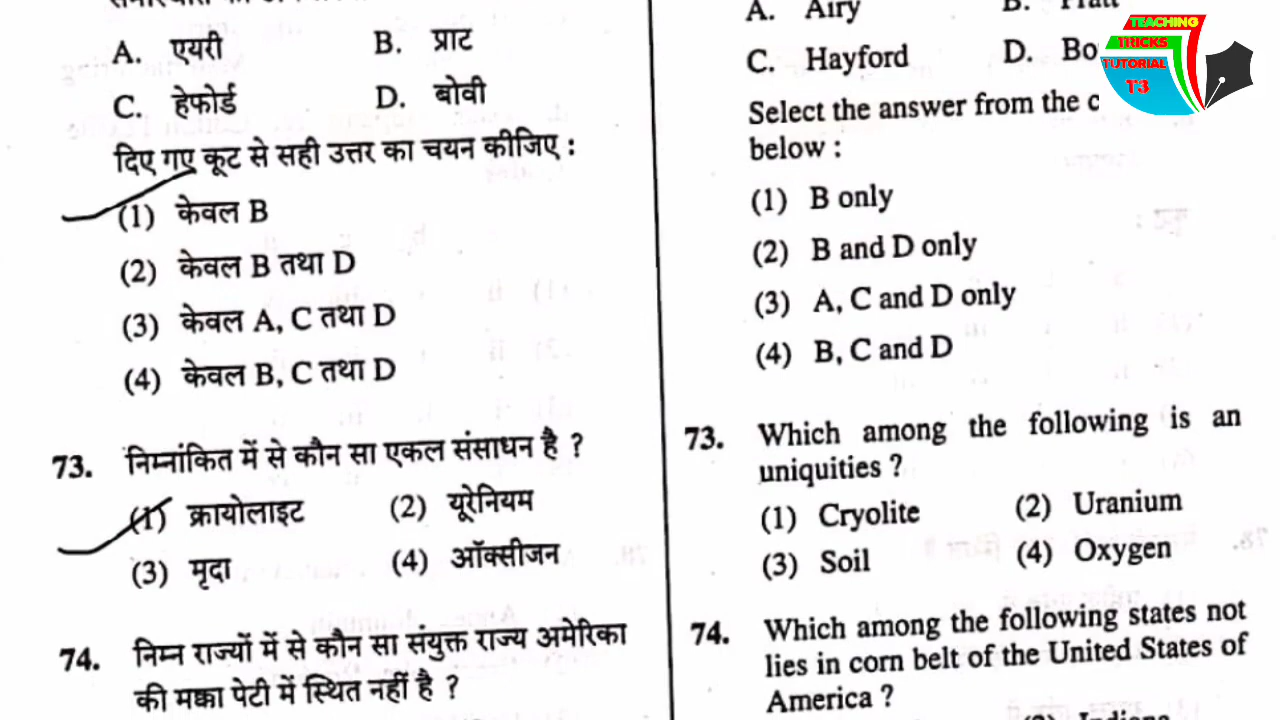 A. एयरी
B. प्राट
C. हेफोर्ड
D. बोवी
दिए गए कूट से सही उत्तर का चयन कीजिए :
(1) केवल B
(2) केवल B तथा D
(3) केवल A, C तथा D
(4) केवल B, C तथा D
73. निम्नांकित में से कौन सा एकल संसाधन है ?
(1) क्रायोलाइट
(2) यूरेनियम
(3) मृदा
(4) ऑक्सीजन
74. निम्न राज्यों में से कौन सा संयुक्त राज्य अमेरिका
की मक्का पेटी में स्थित नहीं है ?
A. Airy
B. Pratt
C. Hayford
D. Bo
Select the answer from the c
below :
(1) B only
(2) B and D only
(3) A, C and D only
(4) B, C and D
73. Which among the following is an
uniquities ?
(1) Cryolite
(2) Uranium
(3) Soil
(4) Oxygen
74. Which among the following states not
lies in corn belt of the United States of
America ?
Indiana
TEACHING
TRICKS
TUTORIAL
T3